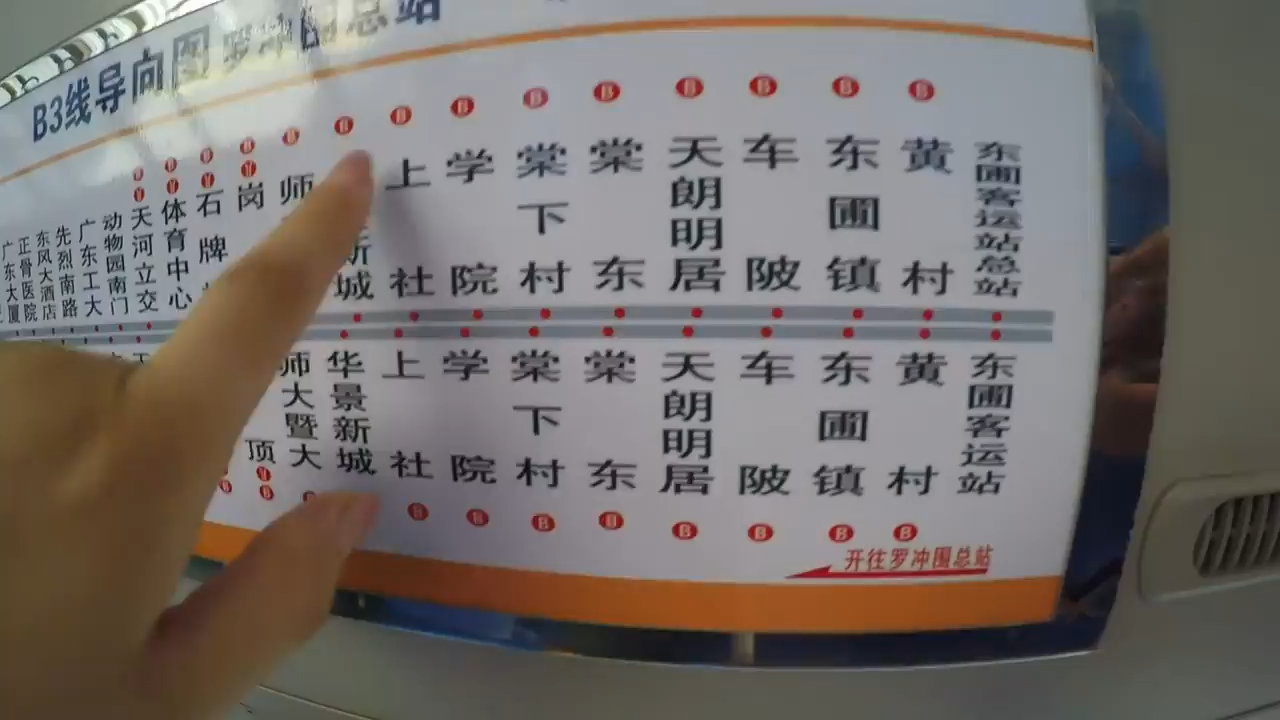 B3线导向图 罗冲围总站
广东大厦
正骨医院
东风大酒店
先烈南路
广东工大
动物园南门
天河立交
体育中心
石牌
岗
师
新城
上社
学院
棠下村
棠东
天朗明居
车陂
东圃镇
黄村
东圃客运站总站
顶
师大暨大
华景新城
上社
学院
棠下村
棠东
天朗明居
车陂
东圃镇
黄村
东圃客运站
开往罗冲围总站